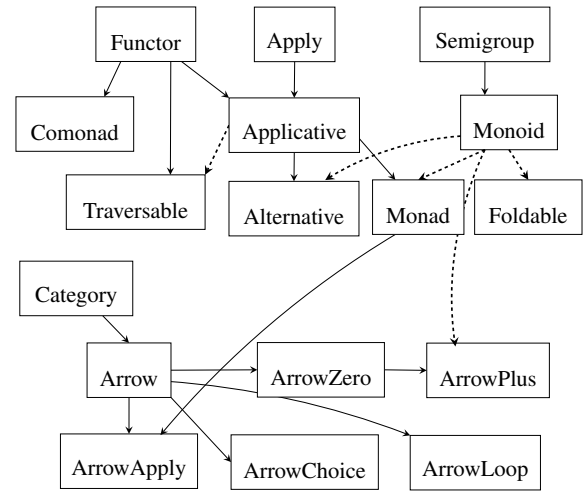 Functor
Apply
Semigroup
Comonad
Applicative
Monoid
Traversable
Alternative
Monad
Foldable
Category
Arrow
ArrowZero
ArrowPlus
ArrowApply
ArrowChoice
ArrowLoop